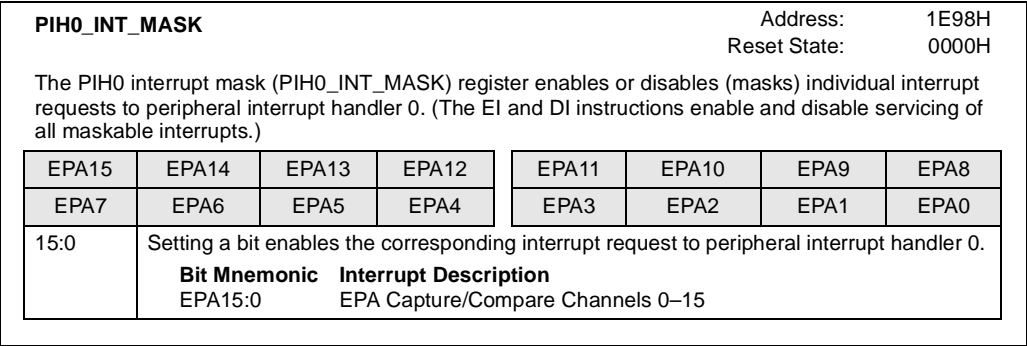 PIH0_INT_MASK Address: 1E98H
Reset State: 0000H
The PIH0 interrupt mask (PIH0_INT_MASK) register enables or disables (masks) individual interrupt
requests to peripheral interrupt handler 0. (The EI and DI instructions enable and disable servicing of
all maskable interrupts.)
EPA15 EPA14 EPA13 EPA12 EPA11 EPA10 EPA9 EPA8
EPA7 EPA6 EPA5 EPA4 EPA3 EPA2 EPA1 EPA0
15:0 Setting a bit enables the corresponding interrupt request to peripheral interrupt handler 0.
Bit Mnemonic Interrupt Description
EPA15:0 EPA Capture/Compare Channels 0–15